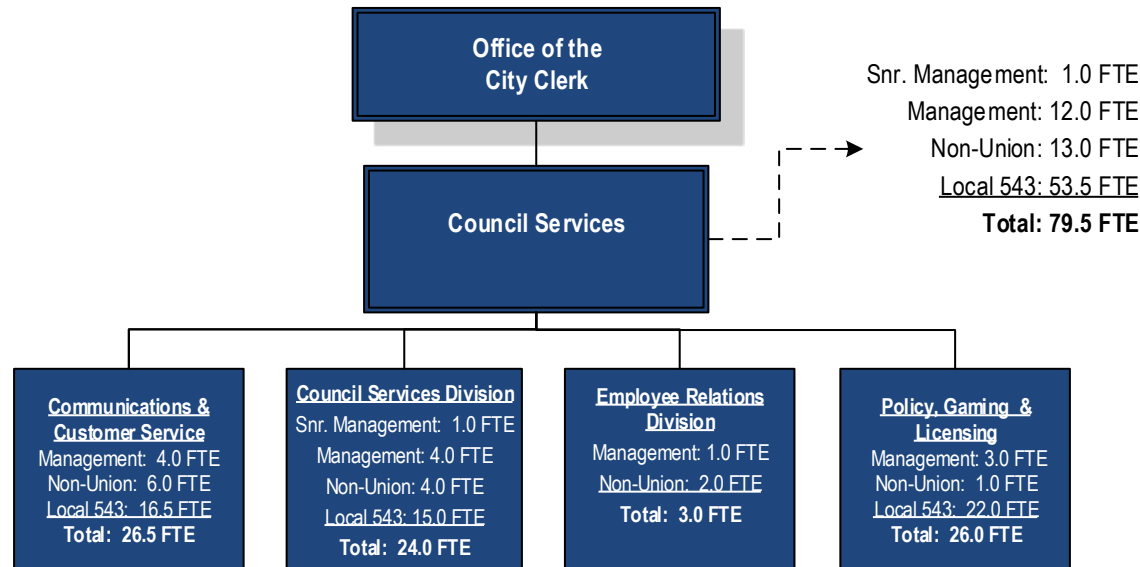 Office of the
City Clerk
Snr. Management: 1.0 FTE
Management: 12.0 FTE
Non-Union: 13.0 FTE
Local 543: 53.5 FTE
Total: 79.5 FTE
Council Services
Communications &
Customer Service
Management: 4.0 FTE
Non-Union: 6.0 FTE
Local 543: 16.5 FTE
Total: 26.5 FTE
Council Services Division
Snr. Management: 1.0 FTE
Management: 4.0 FTE
Non-Union: 4.0 FTE
Local 543: 15.0 FTE
Total: 24.0 FTE
Employee Relations
Division
Management: 1.0 FTE
Non-Union: 2.0 FTE
Total: 3.0 FTE
Policy, Gaming &
Licensing
Management: 3.0 FTE
Non-Union: 1.0 FTE
Local 543: 22.0 FTE
Total: 26.0 FTE